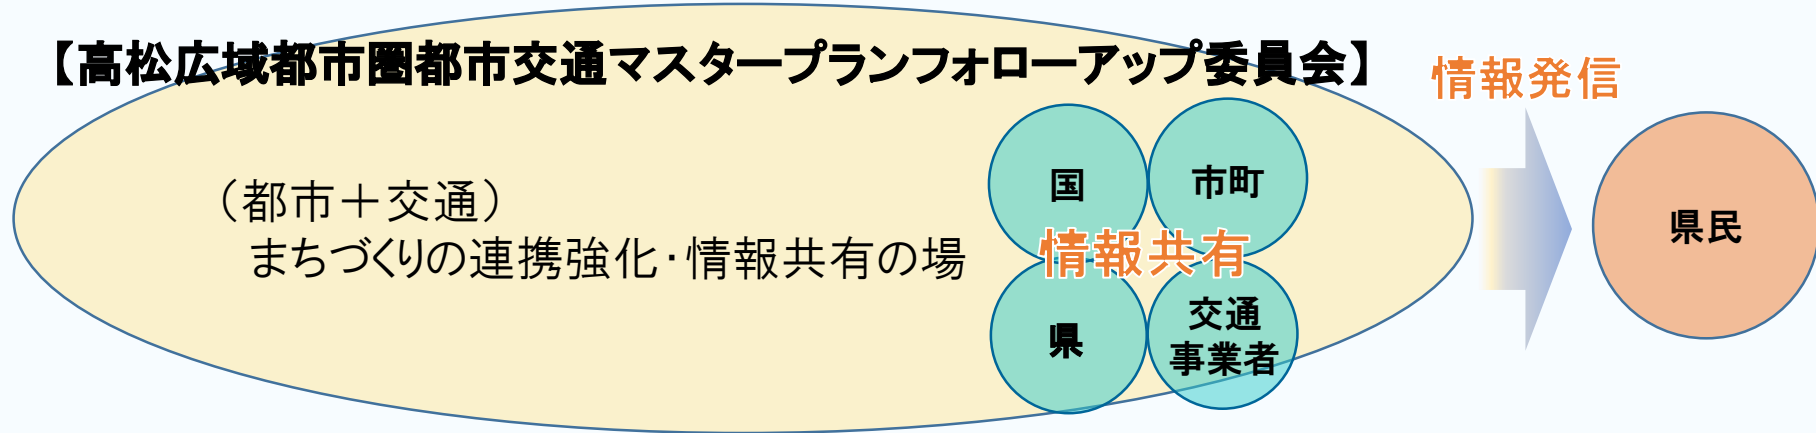 【高松広域都市圏都市交通マスタープランフォローアップ委員会】
情報発信
（都市＋交通）
まちづくりの連携強化・情報共有の場
国
市町
情報共有
県
交通
事業者
県民